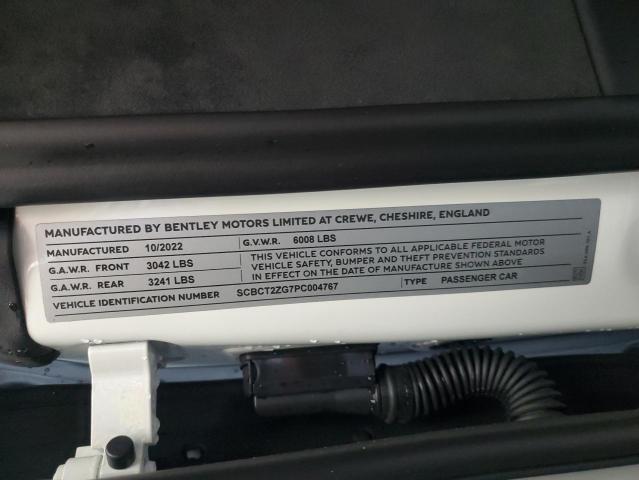 MANUFACTURED BY BENTLEY MOTORS LIMITED AT CREWE, CHESHIRE, ENGLAND
MANUFACTURED 10/2022 G.V.W.R. 6008 LBS
G.A.W.R. FRONT 3042 LBS
G.A.W.R. REAR 3241 LBS
THIS VEHICLE CONFORMS TO ALL APPLICABLE FEDERAL MOTOR
VEHICLE SAFETY, BUMPER AND THEFT PREVENTION STANDARDS
IN EFFECT ON THE DATE OF MANUFACTURE SHOWN ABOVE
VEHICLE IDENTIFICATION NUMBER SCBCT2ZG7PC004767 TYPE PASSENGER CAR